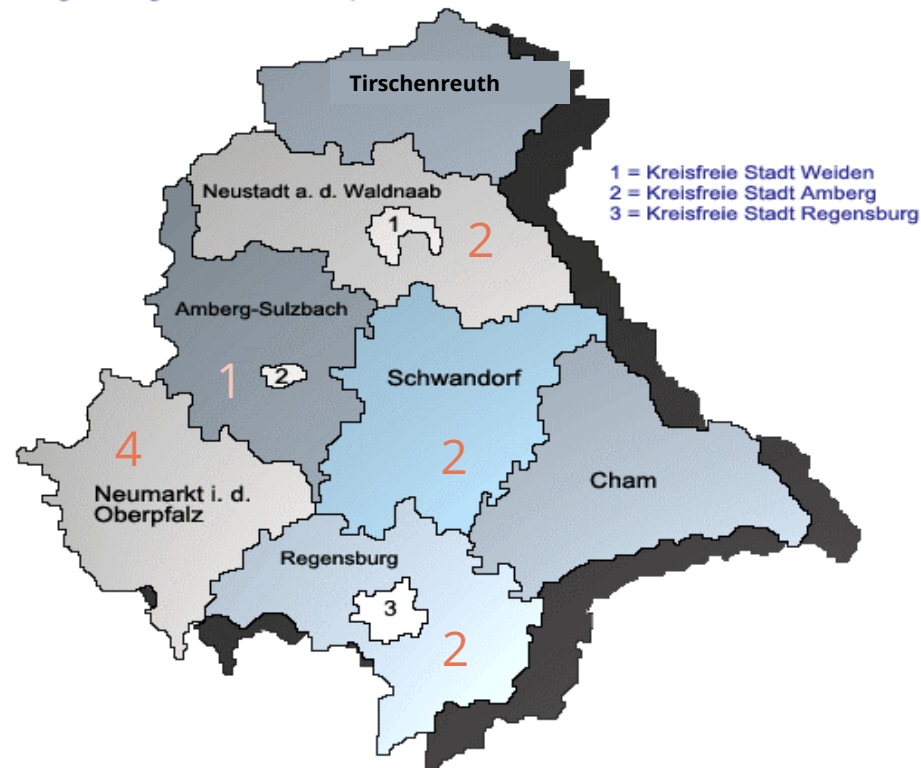 Tirschenreuth
1 = Kreisfreie Stadt Weiden
2 = Kreisfreie Stadt Amberg
3 = Kreisfreie Stadt Regensburg
Neustadt a. d. Waldnaab
1
2
Amberg-Sulzbach
1
2
Schwandorf
2
4
Neumarkt i. d.
Oberpfalz
Cham
Regensburg
3
2